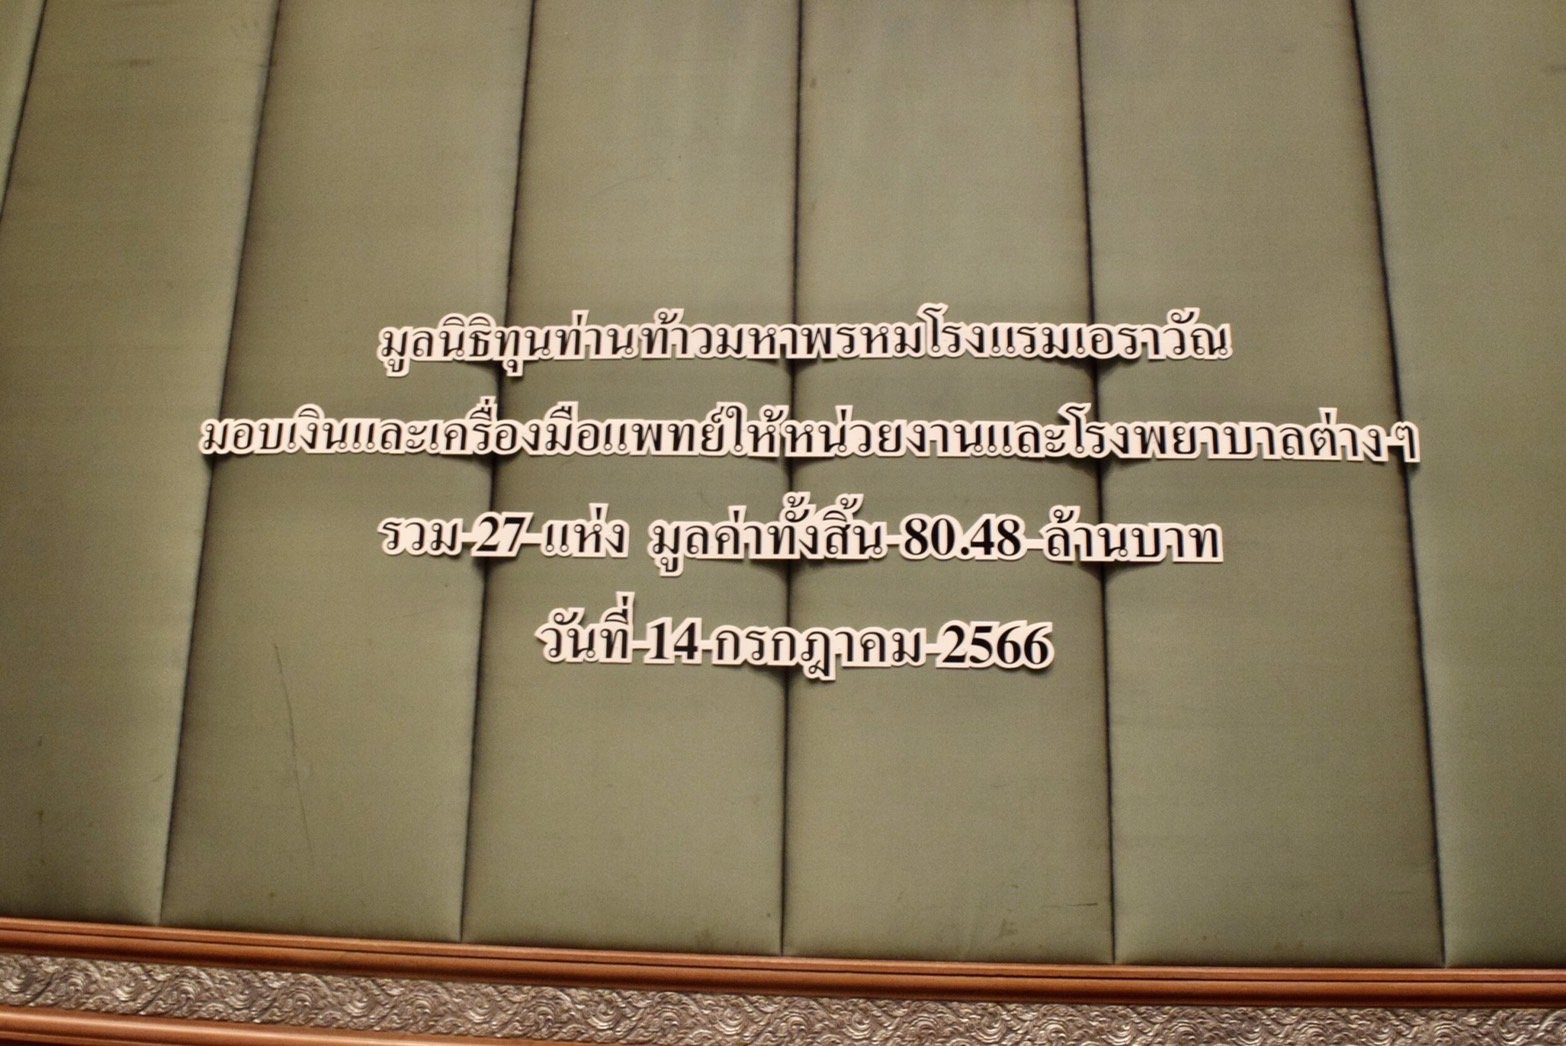 มูลนิธิทุนท่านท้าวมหาพรหมโรงแรมเอราวัณ
มอบเงินและเครื่องมือแพทย์ให้หน่วยงานและโรงพยาบาลต่างๆ
รวม 27 แห่ง มูลค่าทั้งสิ้น 80.48 ล้านบาท
วันที่ 14 กรกฎาคม 2566